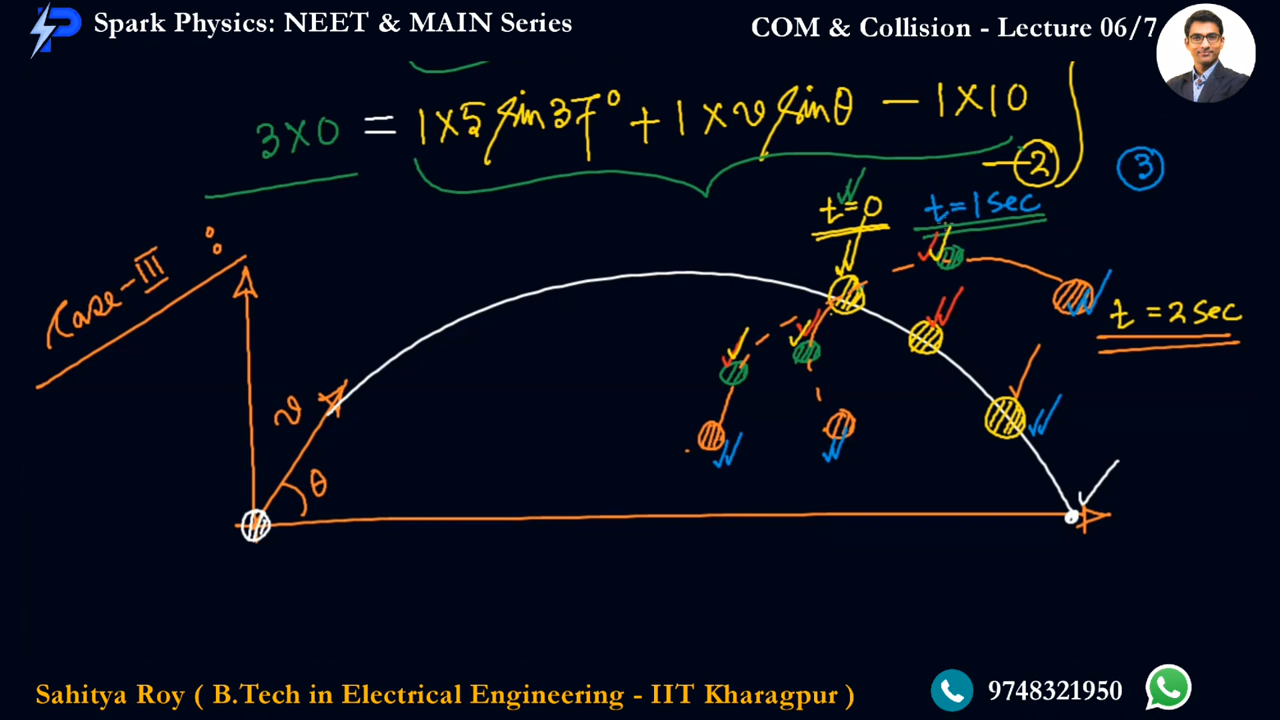 Spark Physics: NEET & MAIN Series
COM & Collision - Lecture 06/7
3×0 = 1×5 sin37° + 1×v sinθ − 1×10
—②
③
t=0
t=1sec
Case-III :
t = 2sec
v
θ
Sahitya Roy ( B.Tech in Electrical Engineering - IIT Kharagpur )
9748321950